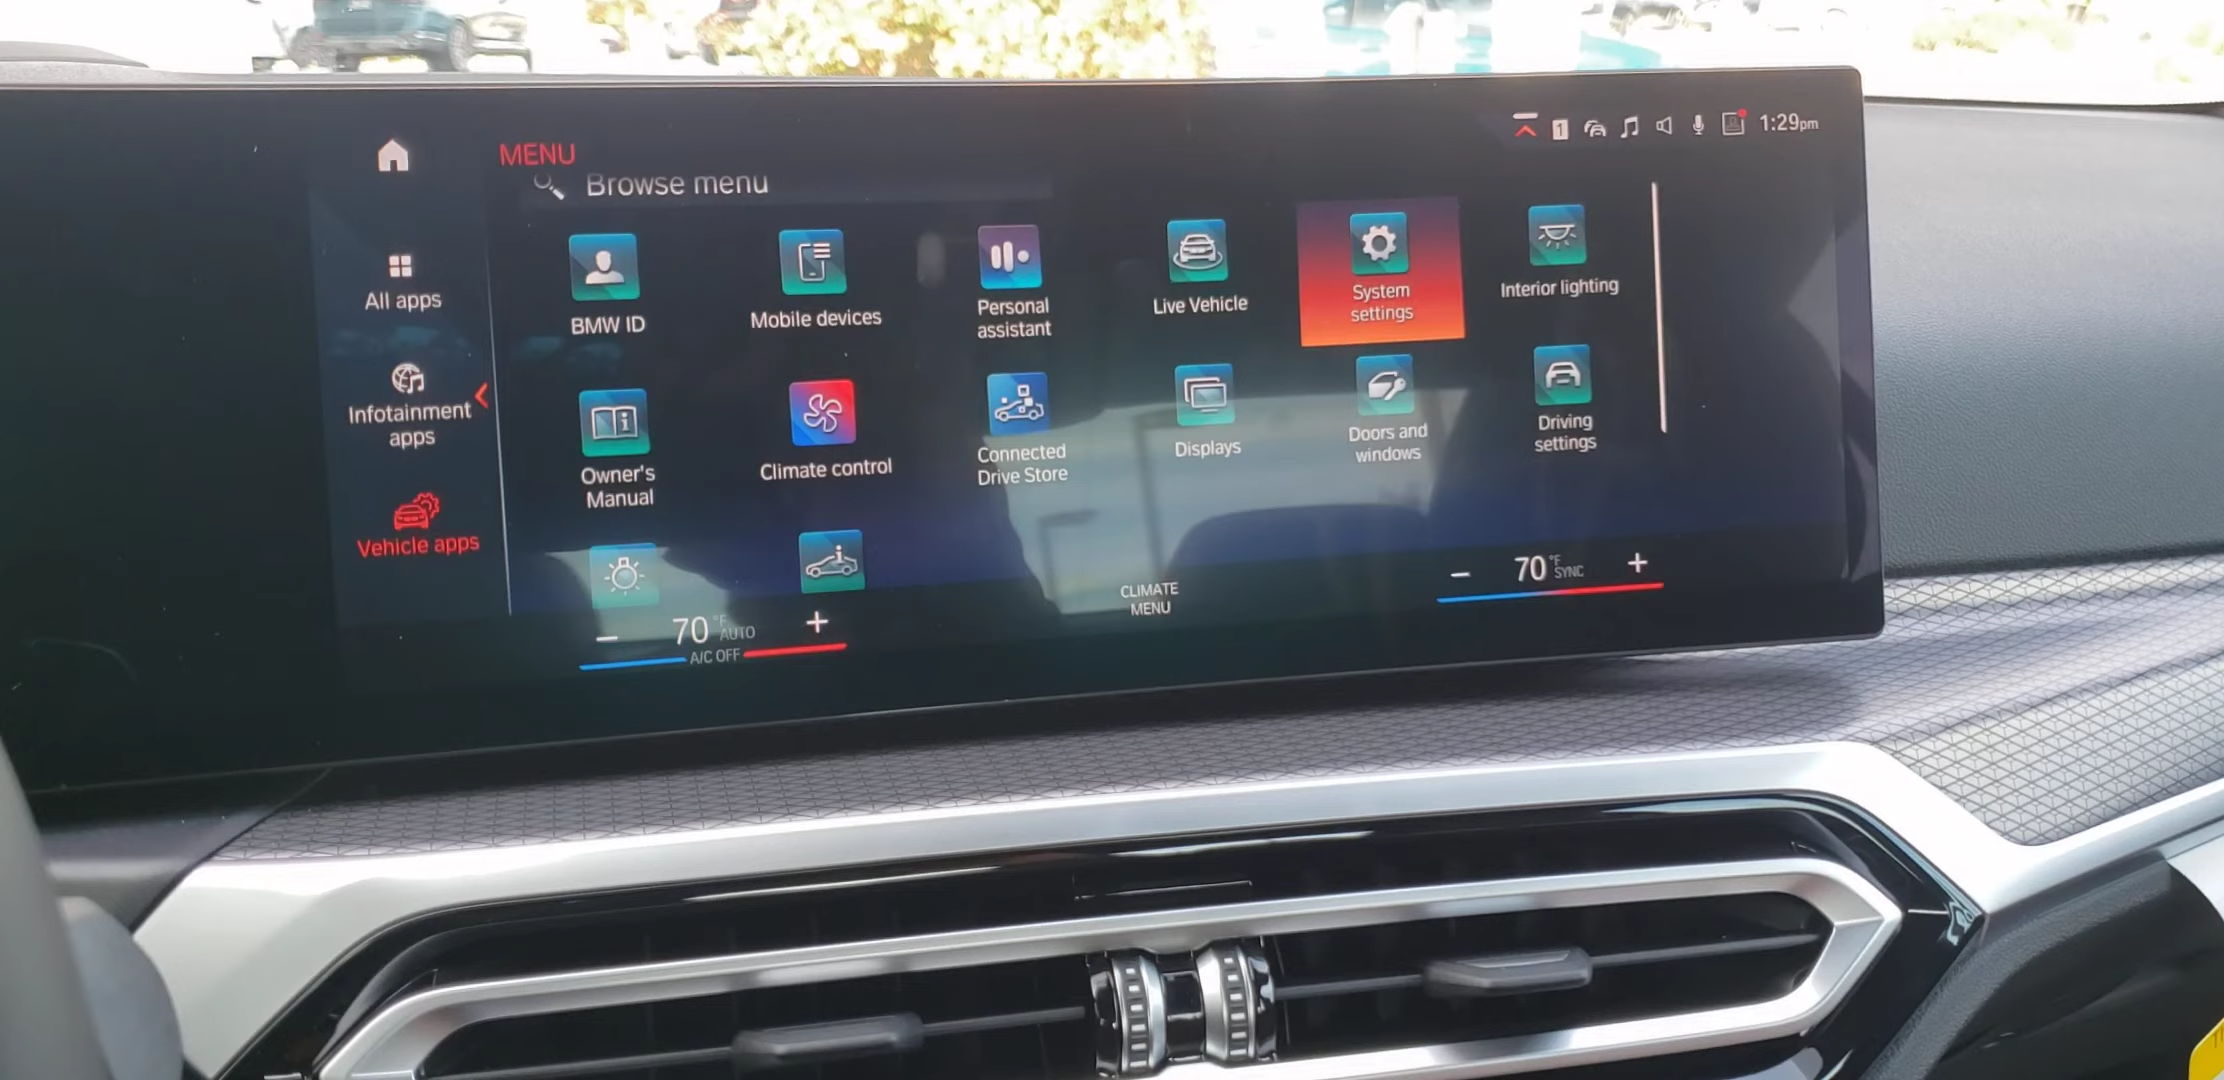 1
1:29pm
MENU
Browse menu
All apps
Infotainment
apps
Vehicle apps
BMW ID
Mobile devices
Personal
assistant
Live Vehicle
System
settings
Interior lighting
Owner's
Manual
Climate control
Connected
Drive Store
Displays
Doors and
windows
Driving
settings
70 °F AUTO
A/C OFF
CLIMATE
MENU
70 °F SYNC